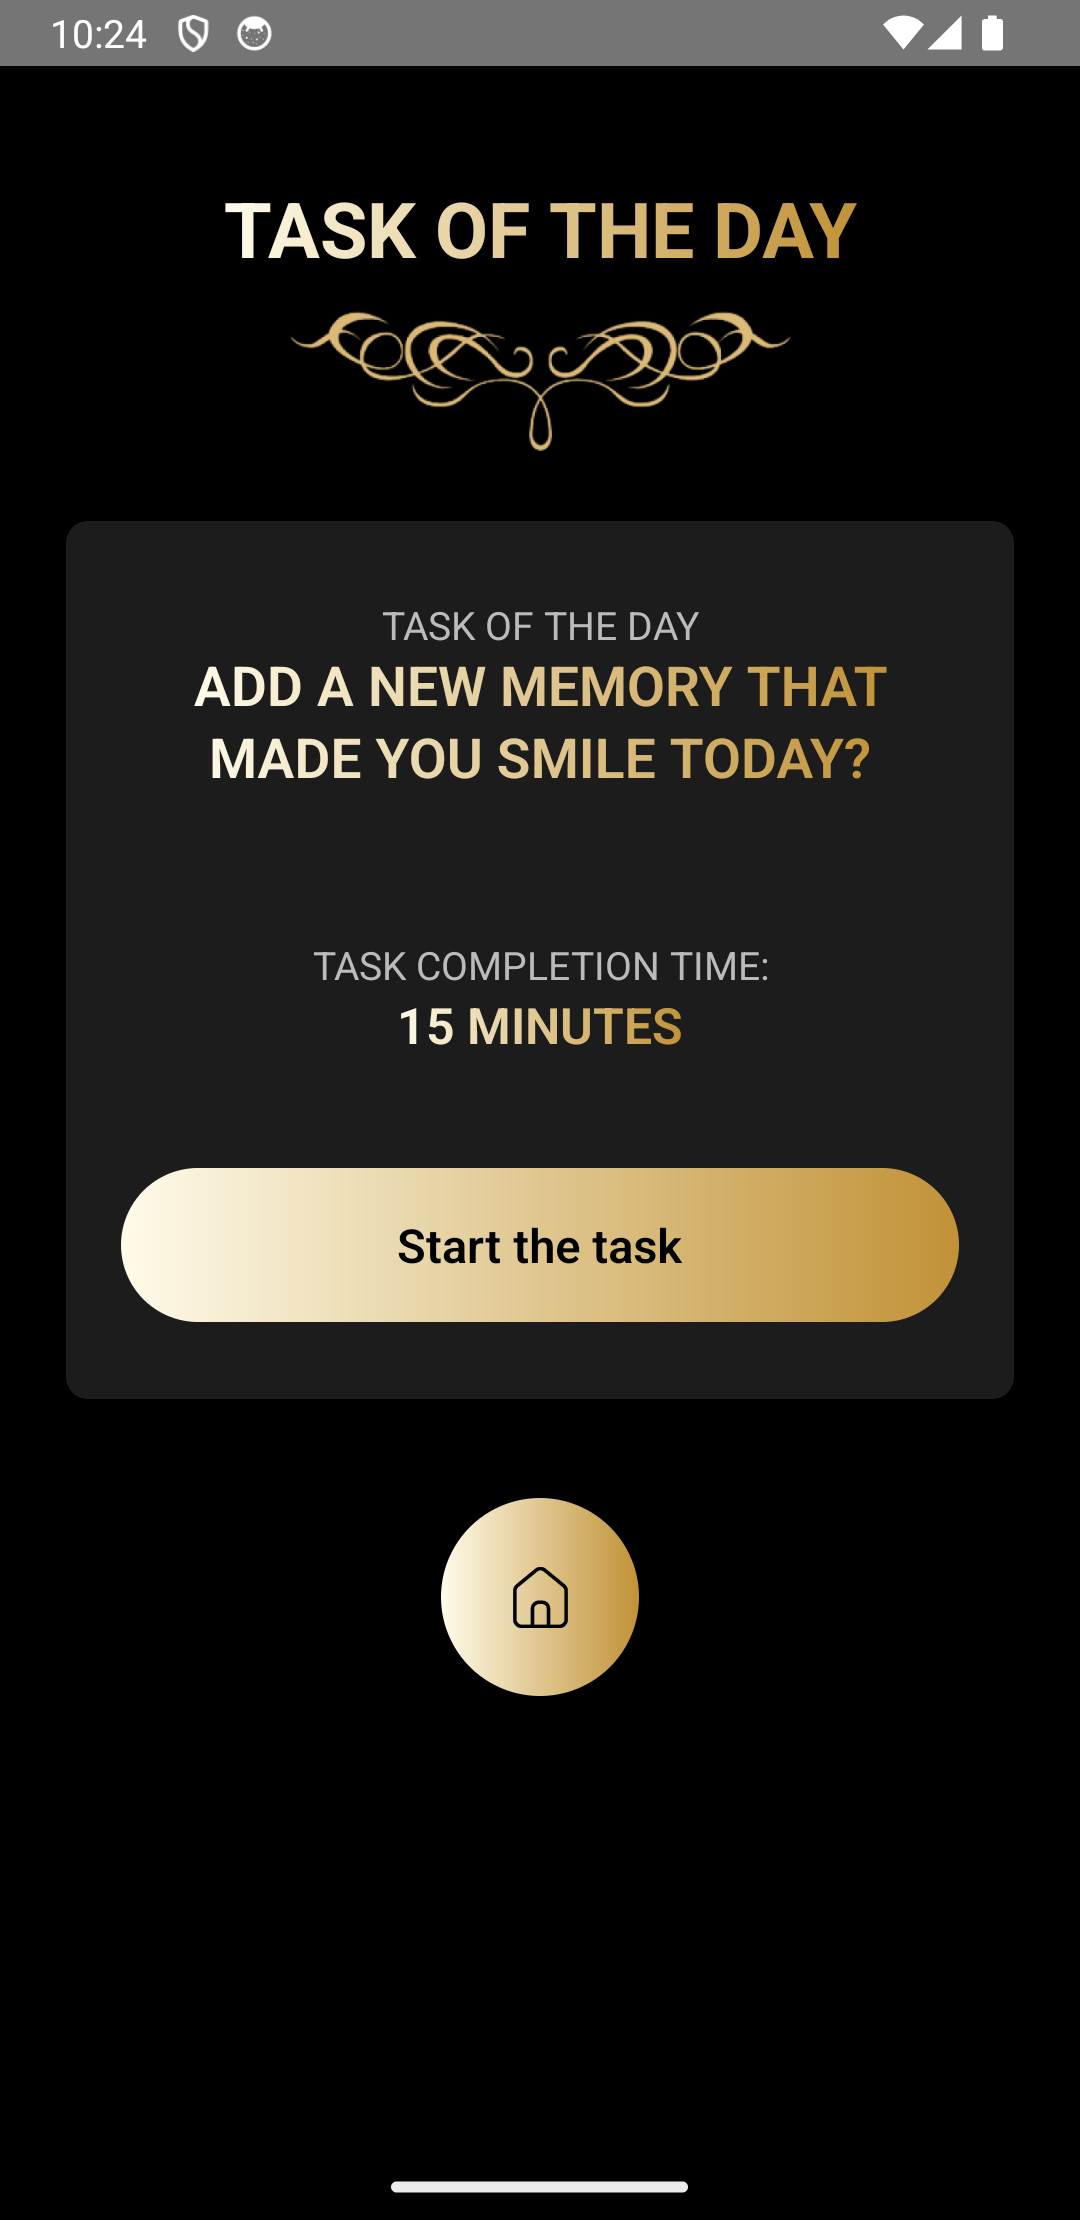 10:24
TASK OF THE DAY
TASK OF THE DAY
ADD A NEW MEMORY THAT
MADE YOU SMILE TODAY?
TASK COMPLETION TIME:
15 MINUTES
Start the task